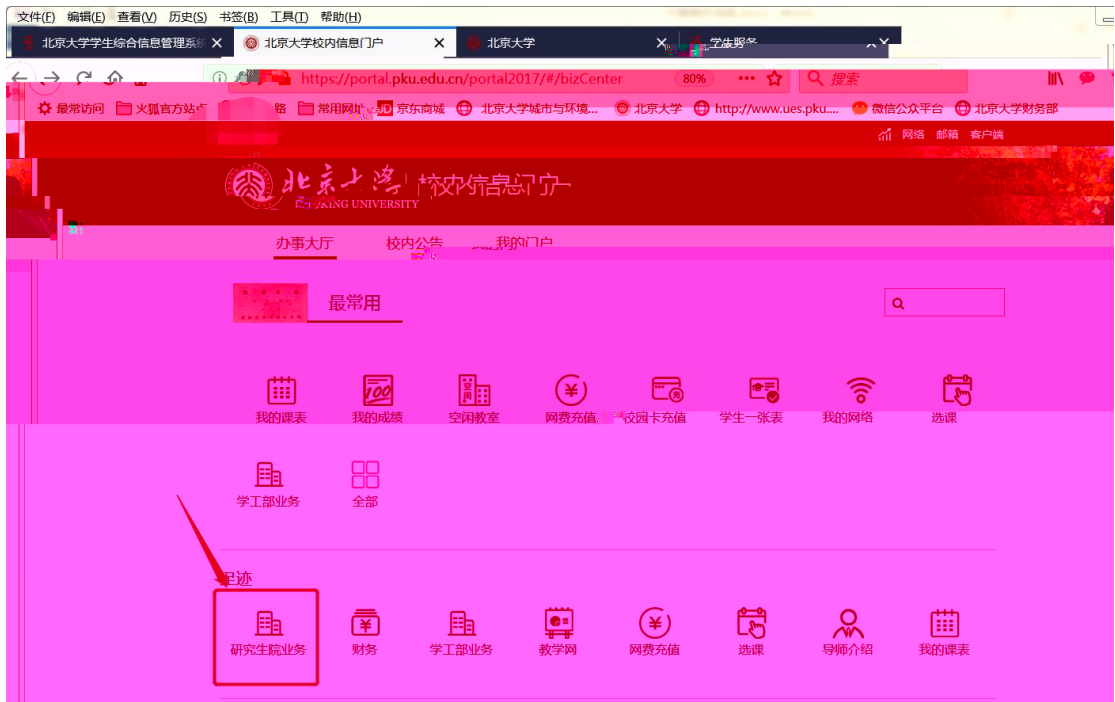 文件(F) 编辑(E) 查看(V) 历史(S) 书签(B) 工具(T) 帮助(H)
北京大学学生综合信息管理系统 北京大学校内信息门户 北京大学
https://portal.pku.edu.cn/portal2017/#/bizCenter 80% 搜索
最常访问 火狐官方站点 常用网址 JD 京东商城 北京大学城市与环境... 北京大学 http://www.ues.pku.... 微信公众平台 北京大学财务部
网络 邮箱 客户端
北京大学 校内信息门户
PEKING UNIVERSITY
办事大厅 校内公告 我的门户
最常用
我的课表 我的成绩 空闲教室 网费充值 校园卡充值 学生一张表 我的网络 选课
学工部业务 全部
足迹
研究生院业务 财务 学工部业务 教学网 网费充值 选课 导师介绍 我的课表